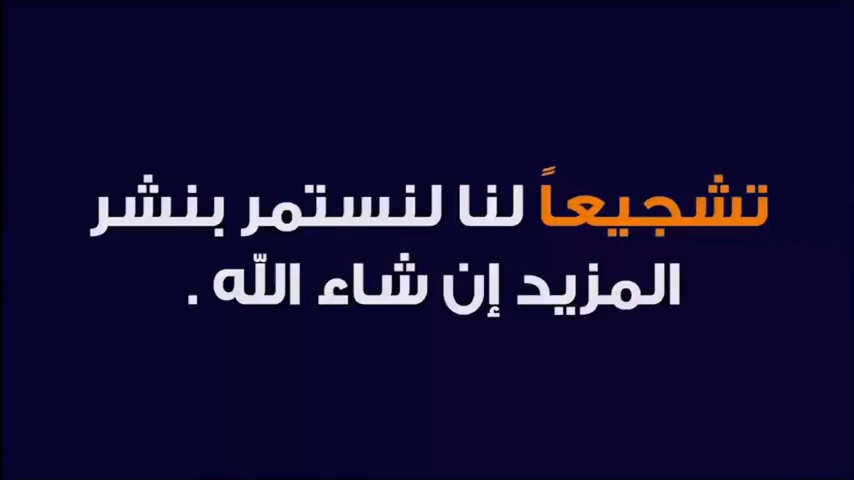 تشجيعاً لنا لنستمر بنشر
المزيد إن شاء الله .